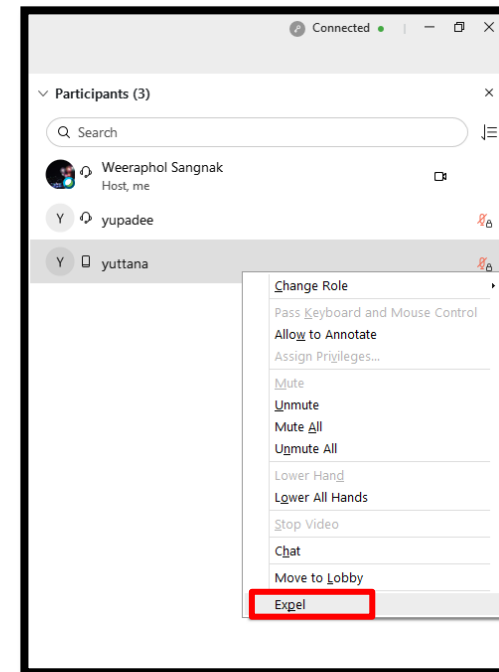 Connected
Participants (3)
Search
Weeraphol Sangnak
Host, me
Y yupadee
Y yuttana
Change Role
Pass Keyboard and Mouse Control
Allow to Annotate
Assign Privileges...
Mute
Unmute
Mute All
Unmute All
Lower Hand
Lower All Hands
Stop Video
Chat
Move to Lobby
Expel